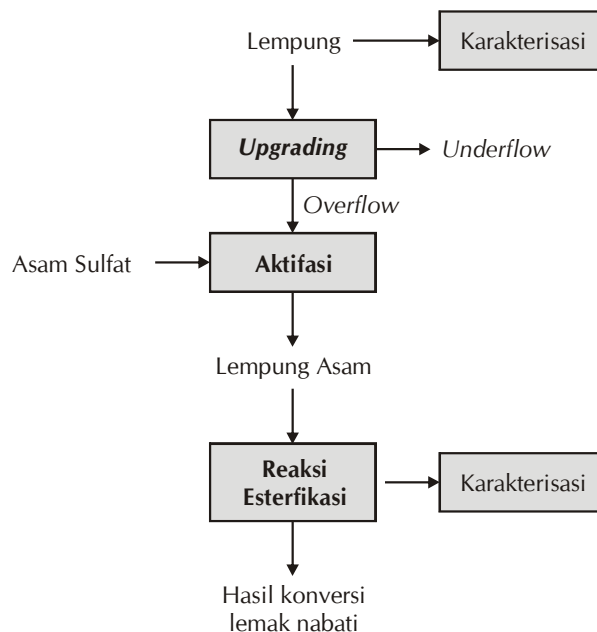 Lempung
Karakterisasi
Upgrading
Underflow
Overflow
Asam Sulfat
Aktifasi
Lempung Asam
Reaksi
Esterfikasi
Karakterisasi
Hasil konversi
lemak nabati